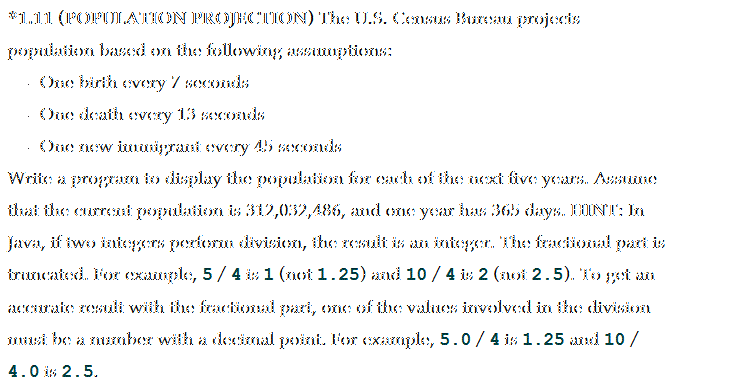 *1.11 (POPULATION PROJECTION) The U.S. Census Bureau projects
population based on the following assumptions:
· One birth every 7 seconds
· One death every 13 seconds
· One new immigrant every 45 seconds
Write a program to display the population for each of the next five years. Assume
that the current population is 312,032,486, and one year has 365 days. HINT: In
Java, if two integers perform division, the result is an integer. The fractional part is
truncated. For example, 5 / 4 is 1 (not 1.25) and 10 / 4 is 2 (not 2.5). To get an
accurate result with the fractional part, one of the values involved in the division
must be a number with a decimal point. For example, 5.0 / 4 is 1.25 and 10 /
4.0 is 2.5.